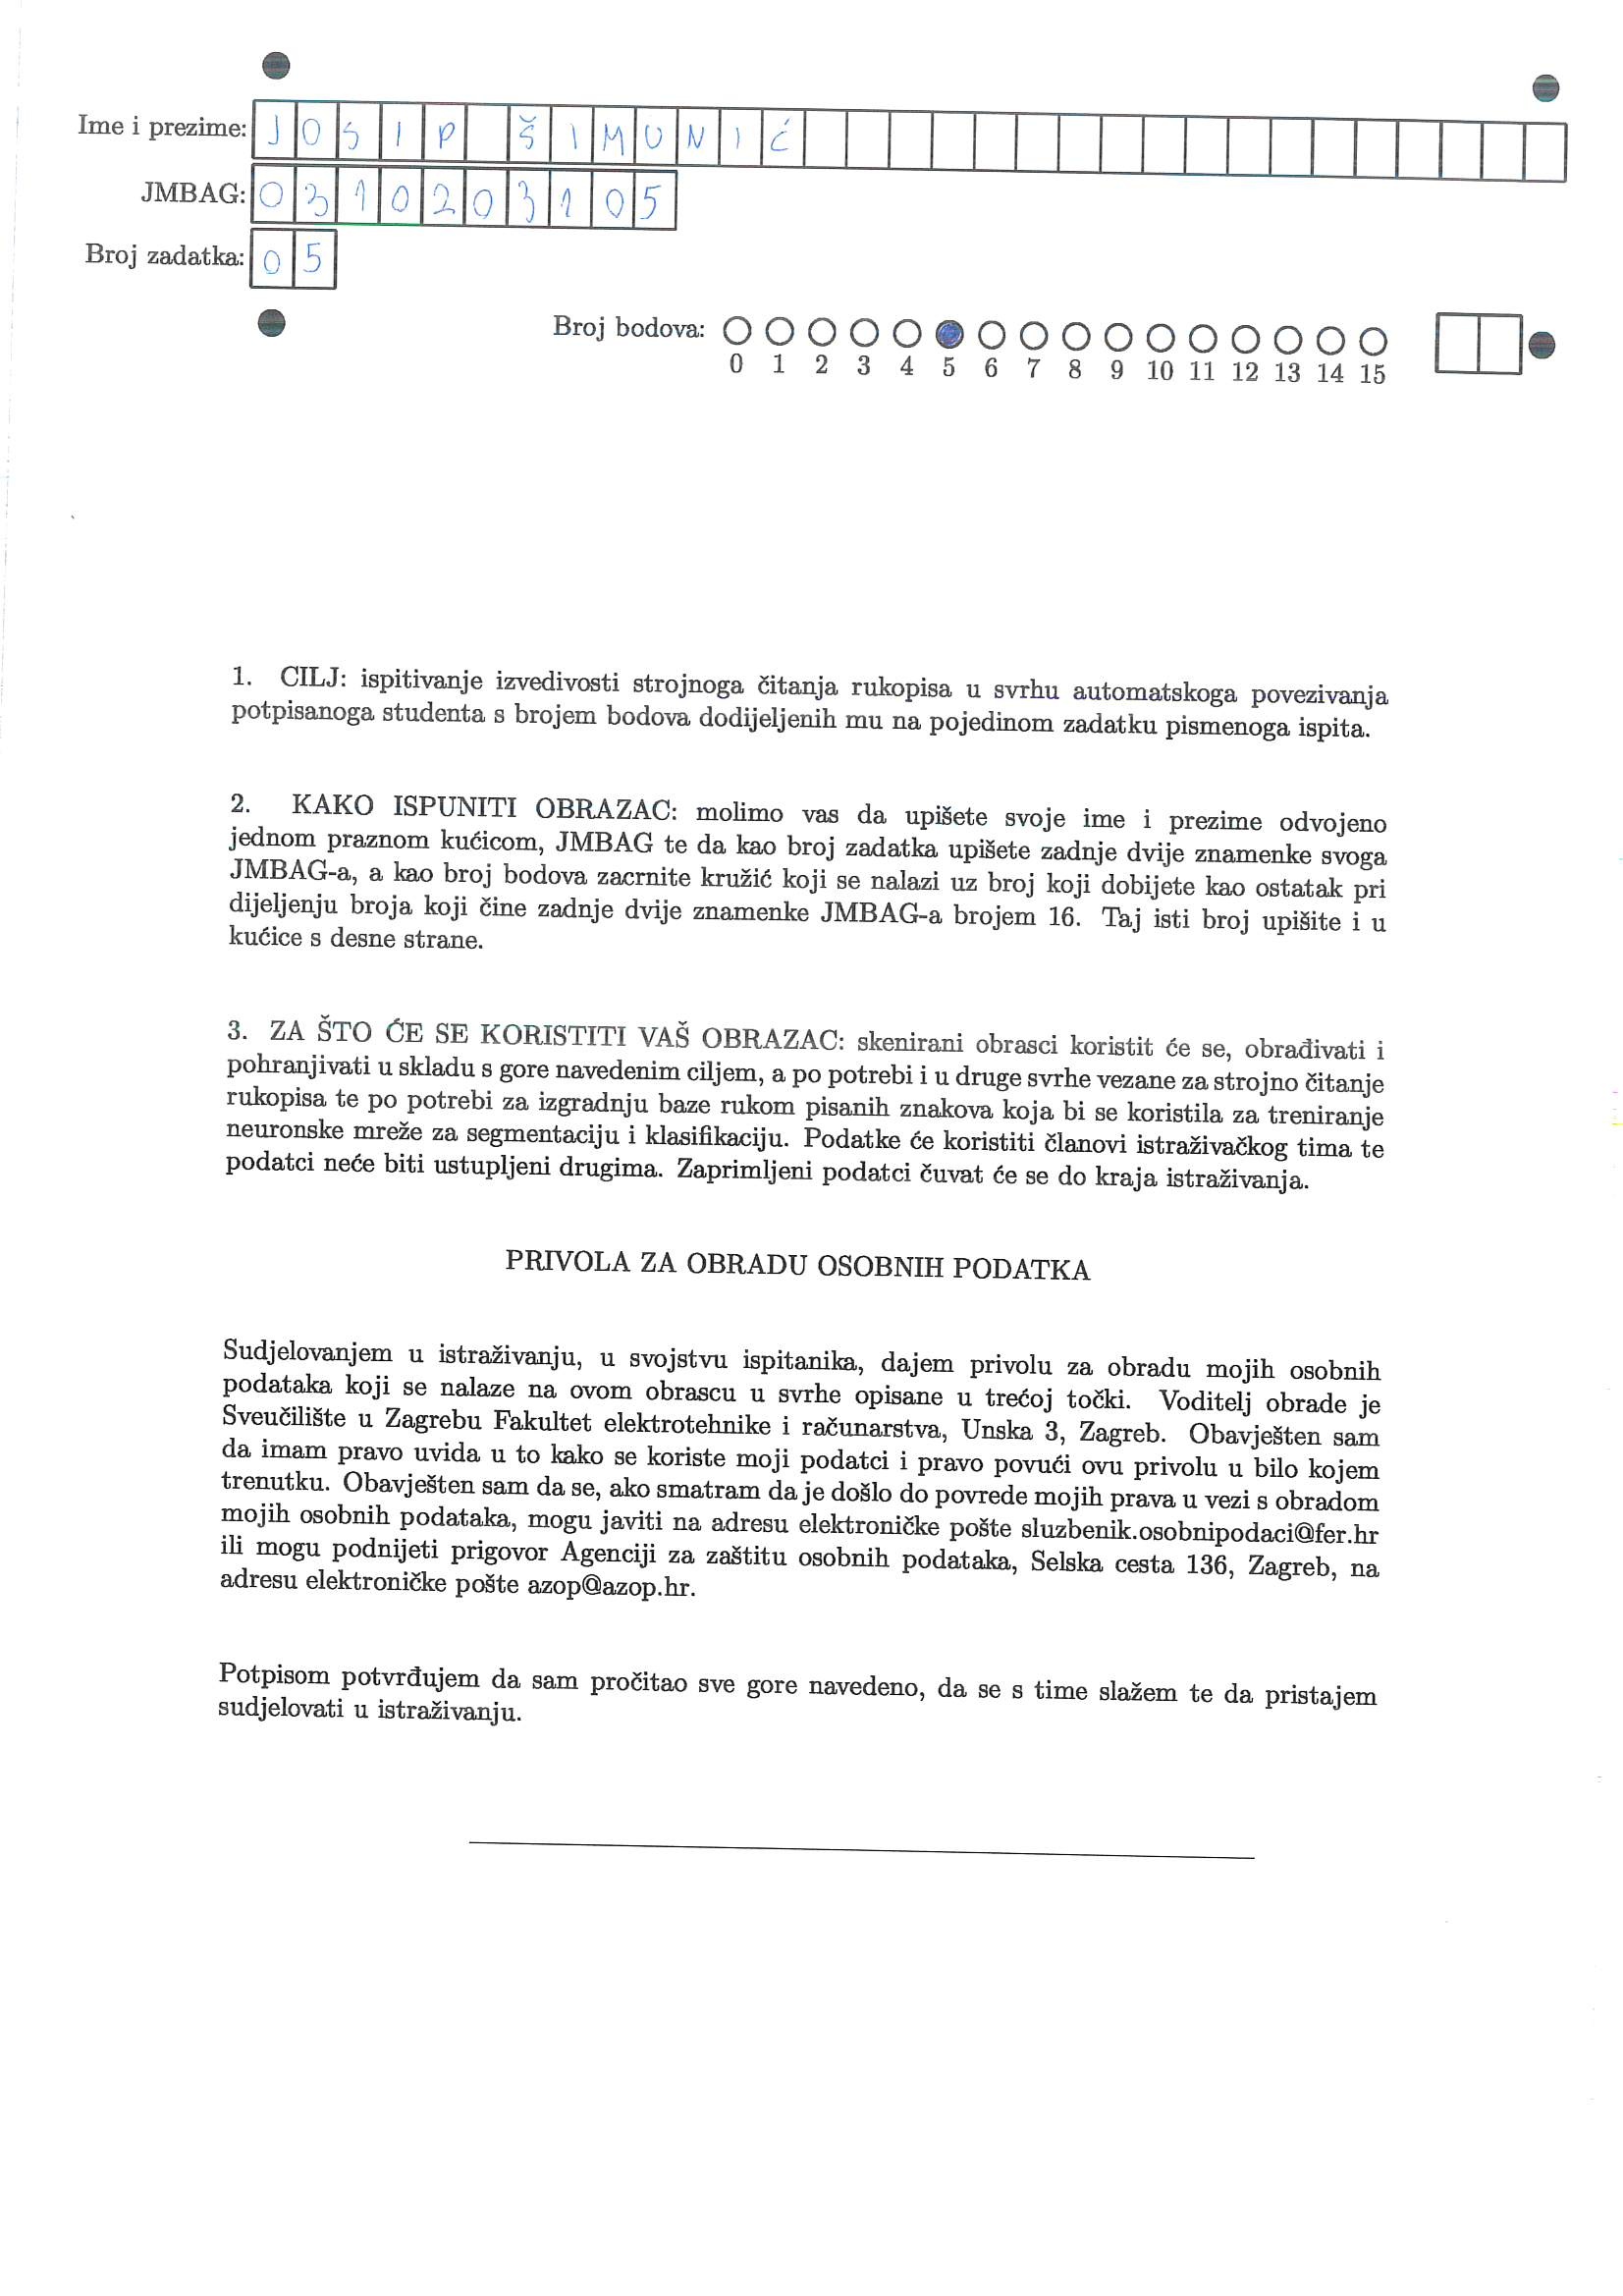 Ime i prezime: JOSIP ŠIMUNIĆ
JMBAG: 0310203105
Broj zadatka: 05
Broj bodova:
0 1 2 3 4 5 6 7 8 9 10 11 12 13 14 15
1. CILJ: ispitivanje izvedivosti strojnoga čitanja rukopisa u svrhu automatskoga povezivanja
potpisanoga studenta s brojem bodova dodijeljenih mu na pojedinom zadatku pismenoga ispita.
2. KAKO ISPUNITI OBRAZAC: molimo vas da upišete svoje ime i prezime odvojeno
jednom praznom kućicom, JMBAG te da kao broj zadatka upišete zadnje dvije znamenke svoga
JMBAG-a, a kao broj bodova zacrnite kružić koji se nalazi uz broj koji dobijete kao ostatak pri
dijeljenju broja koji čine zadnje dvije znamenke JMBAG-a brojem 16. Taj isti broj upišite i u
kućice s desne strane.
3. ZA ŠTO ĆE SE KORISTITI VAŠ OBRAZAC: skenirani obrasci koristit će se, obrađivati i
pohranjivati u skladu s gore navedenim ciljem, a po potrebi i u druge svrhe vezane za strojno čitanje
rukopisa te po potrebi za izgradnju baze rukom pisanih znakova koja bi se koristila za treniranje
neuronske mreže za segmentaciju i klasifikaciju. Podatke će koristiti članovi istraživačkog tima te
podatci neće biti ustupljeni drugima. Zaprimljeni podatci čuvat će se do kraja istraživanja.
PRIVOLA ZA OBRADU OSOBNIH PODATKA
Sudjelovanjem u istraživanju, u svojstvu ispitanika, dajem privolu za obradu mojih osobnih
podataka koji se nalaze na ovom obrascu u svrhe opisane u trećoj točki. Voditelj obrade je
Sveučilište u Zagrebu Fakultet elektrotehnike i računarstva, Unska 3, Zagreb. Obavješten sam
da imam pravo uvida u to kako se koriste moji podatci i pravo povući ovu privolu u bilo kojem
trenutku. Obavješten sam da se, ako smatram da je došlo do povrede mojih prava u vezi s obradom
mojih osobnih podataka, mogu javiti na adresu elektroničke pošte sluzbenik.osobnipodaci@fer.hr
ili mogu podnijeti prigovor Agenciji za zaštitu osobnih podataka, Selska cesta 136, Zagreb, na
adresu elektroničke pošte azop@azop.hr.
Potpisom potvrđujem da sam pročitao sve gore navedeno, da se s time slažem te da pristajem
sudjelovati u istraživanju.